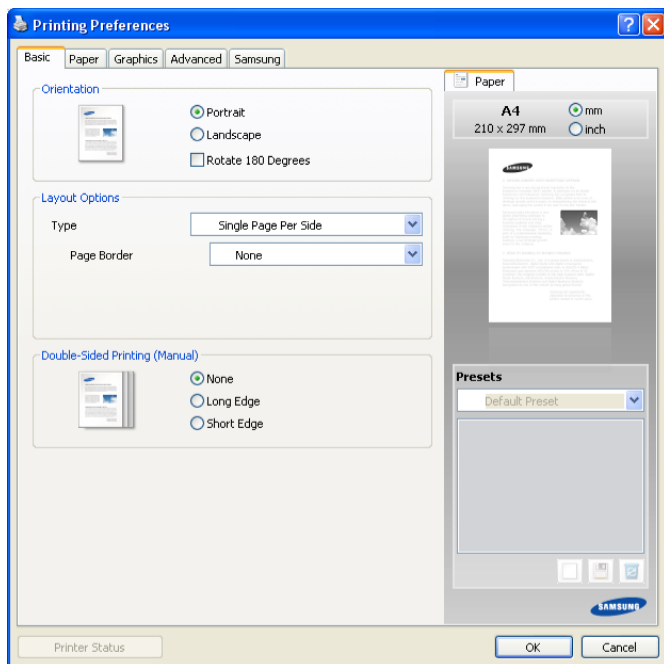 Printing Preferences
Basic
Paper
Graphics
Advanced
Samsung
Orientation
Portrait
Landscape
Rotate 180 Degrees
Layout Options
Type
Single Page Per Side
Page Border
None
Double-Sided Printing (Manual)
None
Long Edge
Short Edge
Paper
A4
210 x 297 mm
mm
inch
SAMSUNG
Presets
Default Preset
SAMSUNG
Printer Status
OK
Cancel